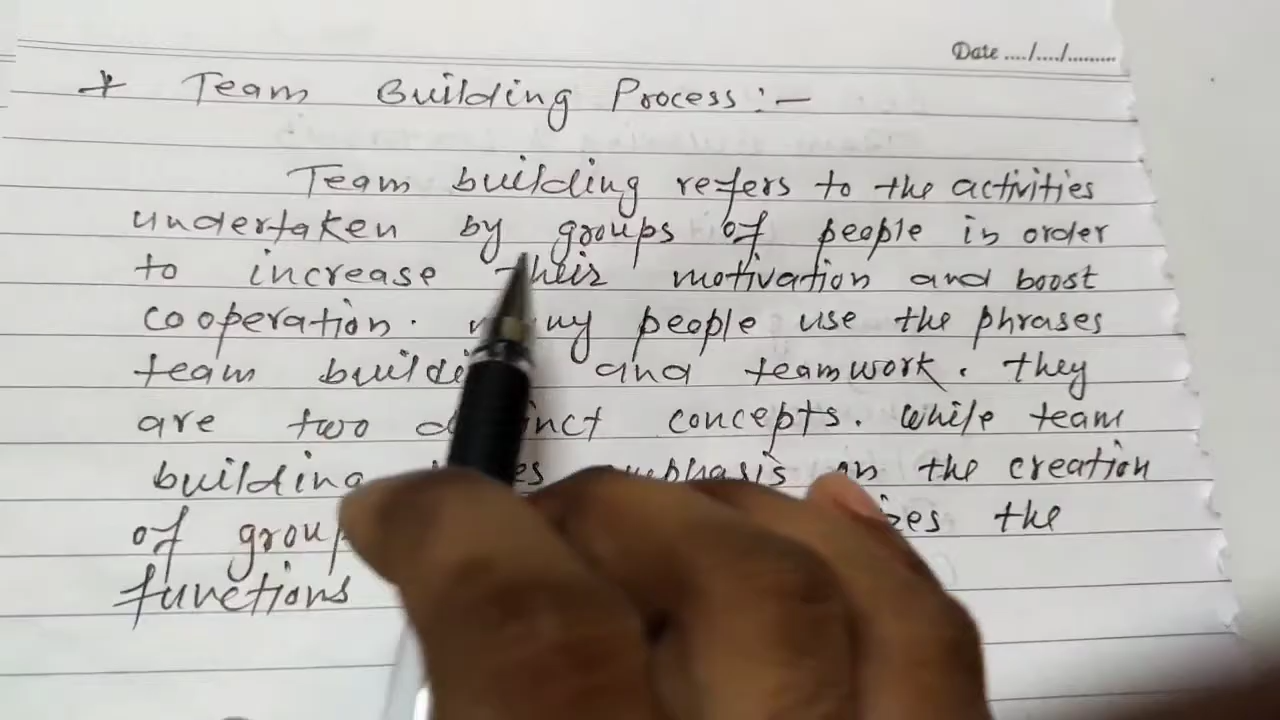 Date ..../..../.........
* Team Building Process :-
Team building refers to the activities
undertaken by groups of people in order
to increase their motivation and boost
cooperation. people use the phrases
team and teamwork. they
are two concepts. While team
building emphasis on the creation
of the
functions